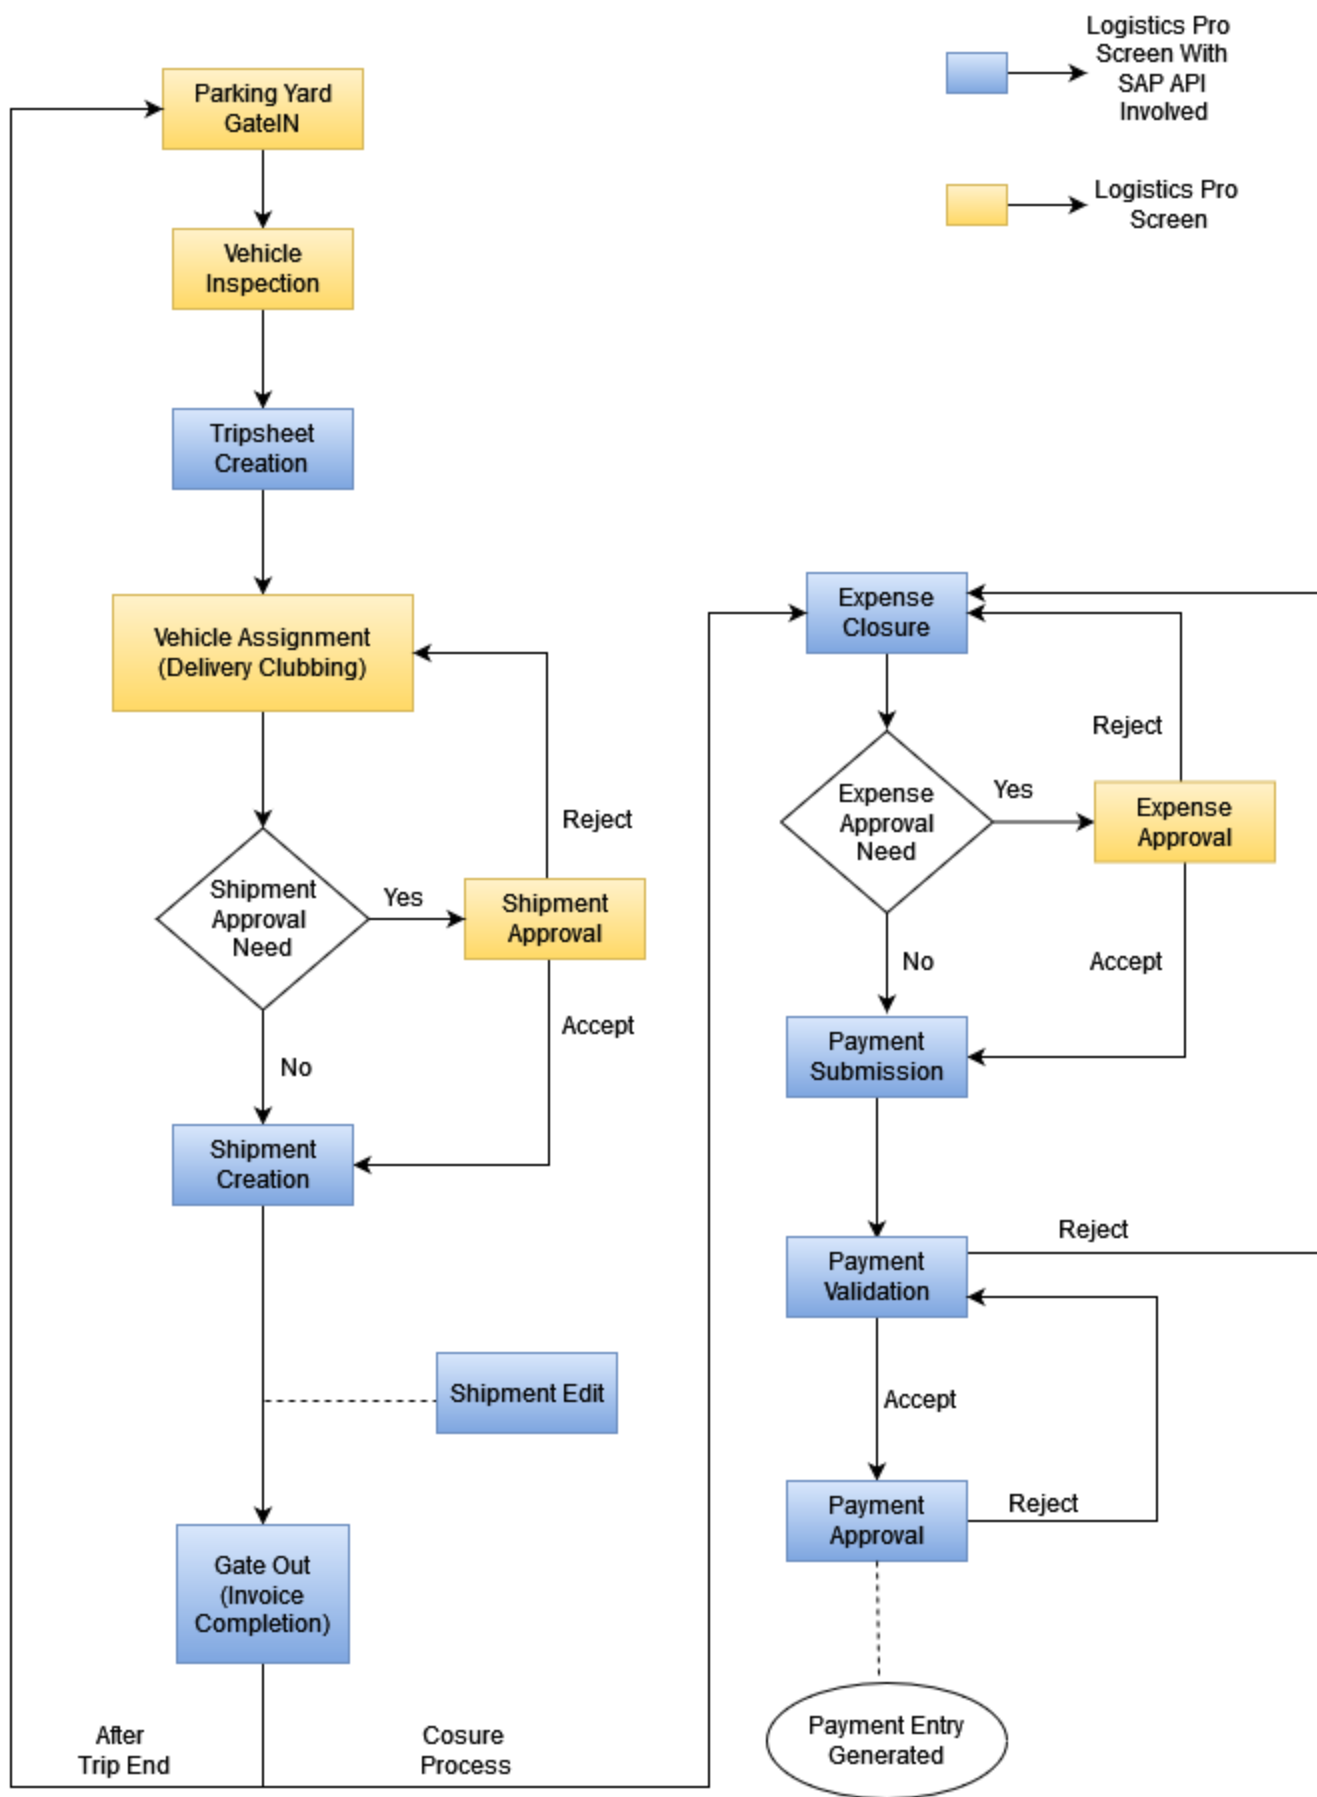 Logistics Pro
Screen With
SAP API
Involved
Logistics Pro
Screen
Parking Yard
GateIN
Vehicle
Inspection
Tripsheet
Creation
Vehicle Assignment
(Delivery Clubbing)
Reject
Shipment
Approval
Need
Yes
Shipment
Approval
Accept
No
Shipment
Creation
Shipment Edit
Gate Out
(Invoice
Completion)
After
Trip End
Cosure
Process
Expense
Closure
Reject
Expense
Approval
Need
Yes
Expense
Approval
No
Accept
Payment
Submission
Reject
Payment
Validation
Accept
Payment
Approval
Reject
Payment Entry
Generated